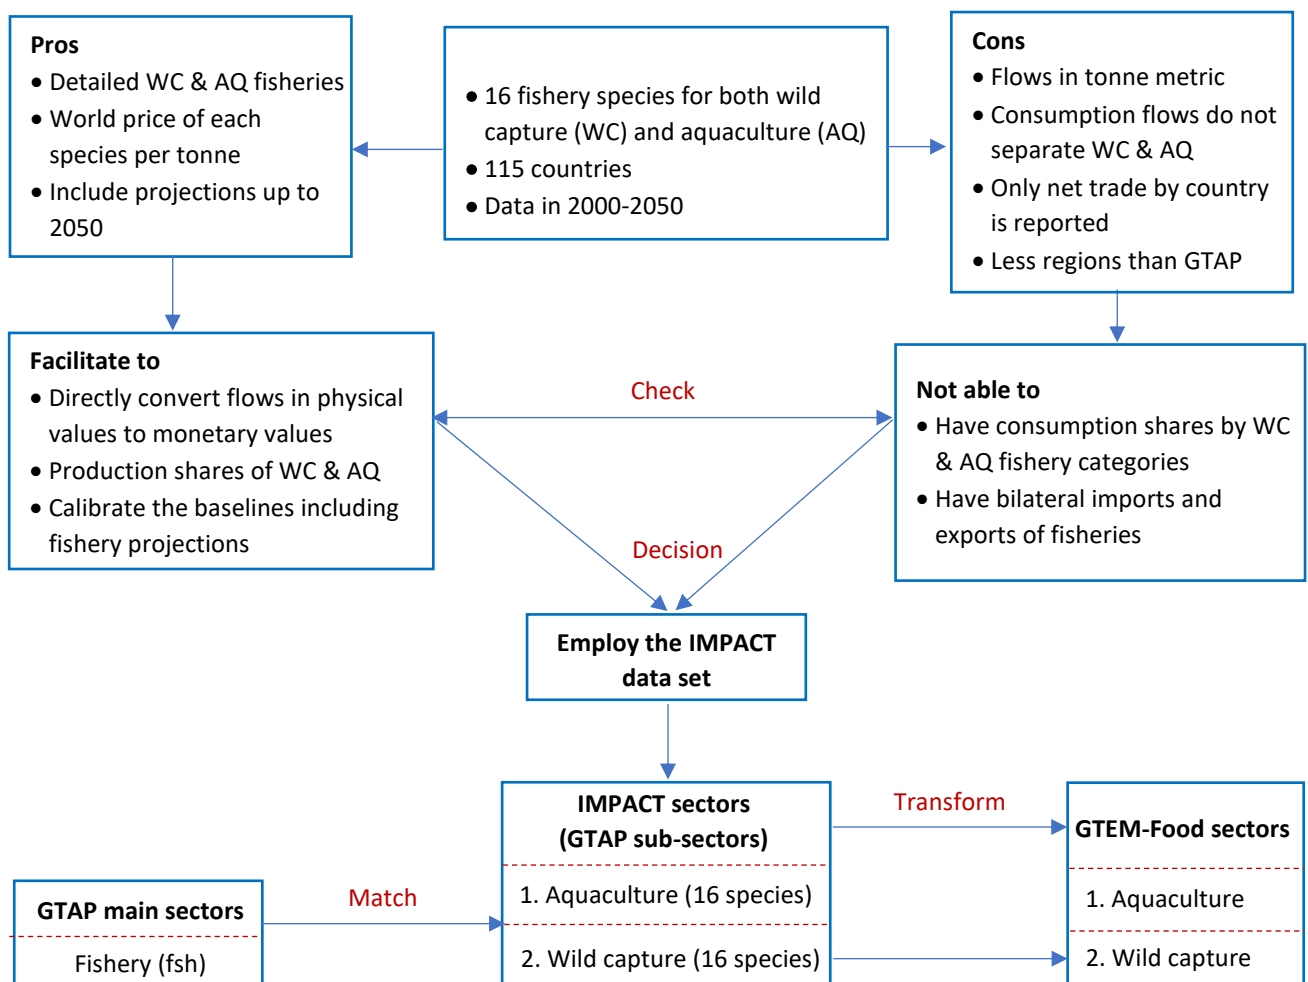 Pros
• Detailed WC & AQ fisheries
• World price of each
species per tonne
• Include projections up to
2050
• 16 fishery species for both wild
capture (WC) and aquaculture (AQ)
• 115 countries
• Data in 2000-2050
Cons
• Flows in tonne metric
• Consumption flows do not
separate WC & AQ
• Only net trade by country
is reported
• Less regions than GTAP
Facilitate to
• Directly convert flows in physical
values to monetary values
• Production shares of WC & AQ
• Calibrate the baselines including
fishery projections
Check
Not able to
• Have consumption shares by WC
& AQ fishery categories
• Have bilateral imports and
exports of fisheries
Decision
Employ the IMPACT
data set
GTAP main sectors
Fishery (fsh)
Match
IMPACT sectors
(GTAP sub-sectors)
1. Aquaculture (16 species)
2. Wild capture (16 species)
Transform
GTEM-Food sectors
1. Aquaculture
2. Wild capture